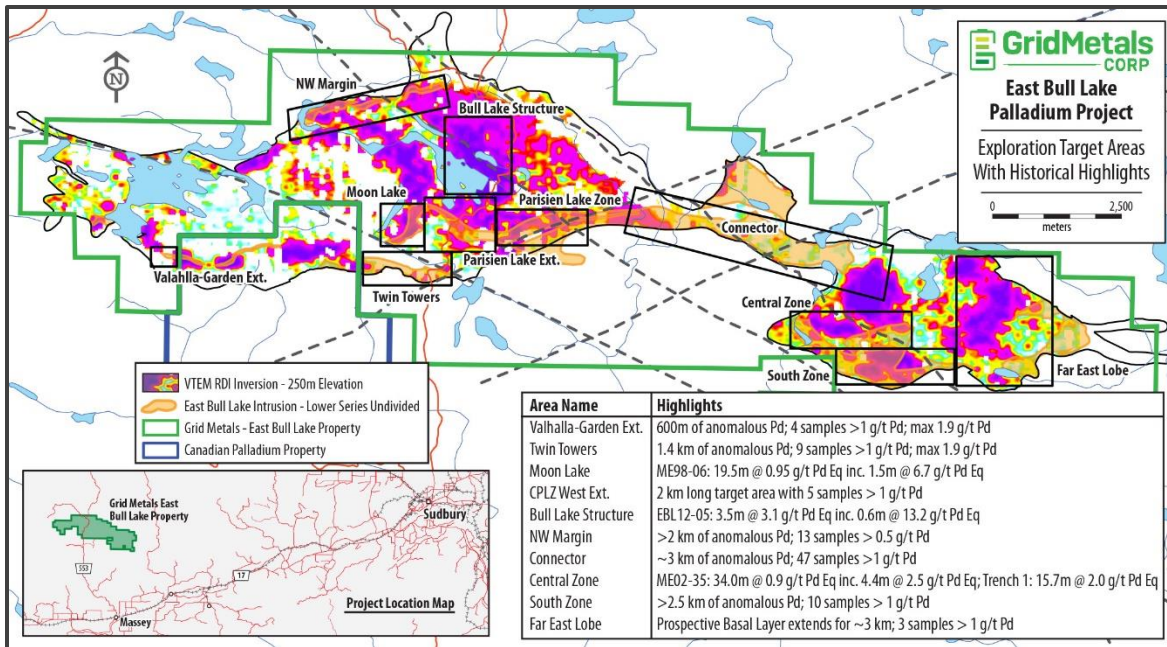 N
NW Margin
Bull Lake Structure
Moon Lake
Parisien Lake Zone
Connector
Parisien Lake Ext.
Valahlla-Garden Ext.
Twin Towers
Central Zone
South Zone
Far East Lobe
GridMetals
CORP
East Bull Lake
Palladium Project
Exploration Target Areas
With Historical Highlights
0 2,500
meters
VTEM RDI Inversion - 250m Elevation
East Bull Lake Intrusion - Lower Series Undivided
Grid Metals - East Bull Lake Property
Canadian Palladium Property
Grid Metals East
Bull Lake Property
Sudbury
553
17
Massey
Project Location Map
Area Name Highlights
Valhalla-Garden Ext. 600m of anomalous Pd; 4 samples >1 g/t Pd; max 1.9 g/t Pd
Twin Towers 1.4 km of anomalous Pd; 9 samples >1 g/t Pd; max 1.9 g/t Pd
Moon Lake ME98-06: 19.5m @ 0.95 g/t Pd Eq inc. 1.5m @ 6.7 g/t Pd Eq
CPLZ West Ext. 2 km long target area with 5 samples > 1 g/t Pd
Bull Lake Structure EBL12-05: 3.5m @ 3.1 g/t Pd Eq inc. 0.6m @ 13.2 g/t Pd Eq
NW Margin >2 km of anomalous Pd; 13 samples > 0.5 g/t Pd
Connector ~3 km of anomalous Pd; 47 samples >1 g/t Pd
Central Zone ME02-35: 34.0m @ 0.9 g/t Pd Eq inc. 4.4m @ 2.5 g/t Pd Eq; Trench 1: 15.7m @ 2.0 g/t Pd Eq
South Zone >2.5 km of anomalous Pd; 10 samples > 1 g/t Pd
Far East Lobe Prospective Basal Layer extends for ~3 km; 3 samples > 1 g/t Pd